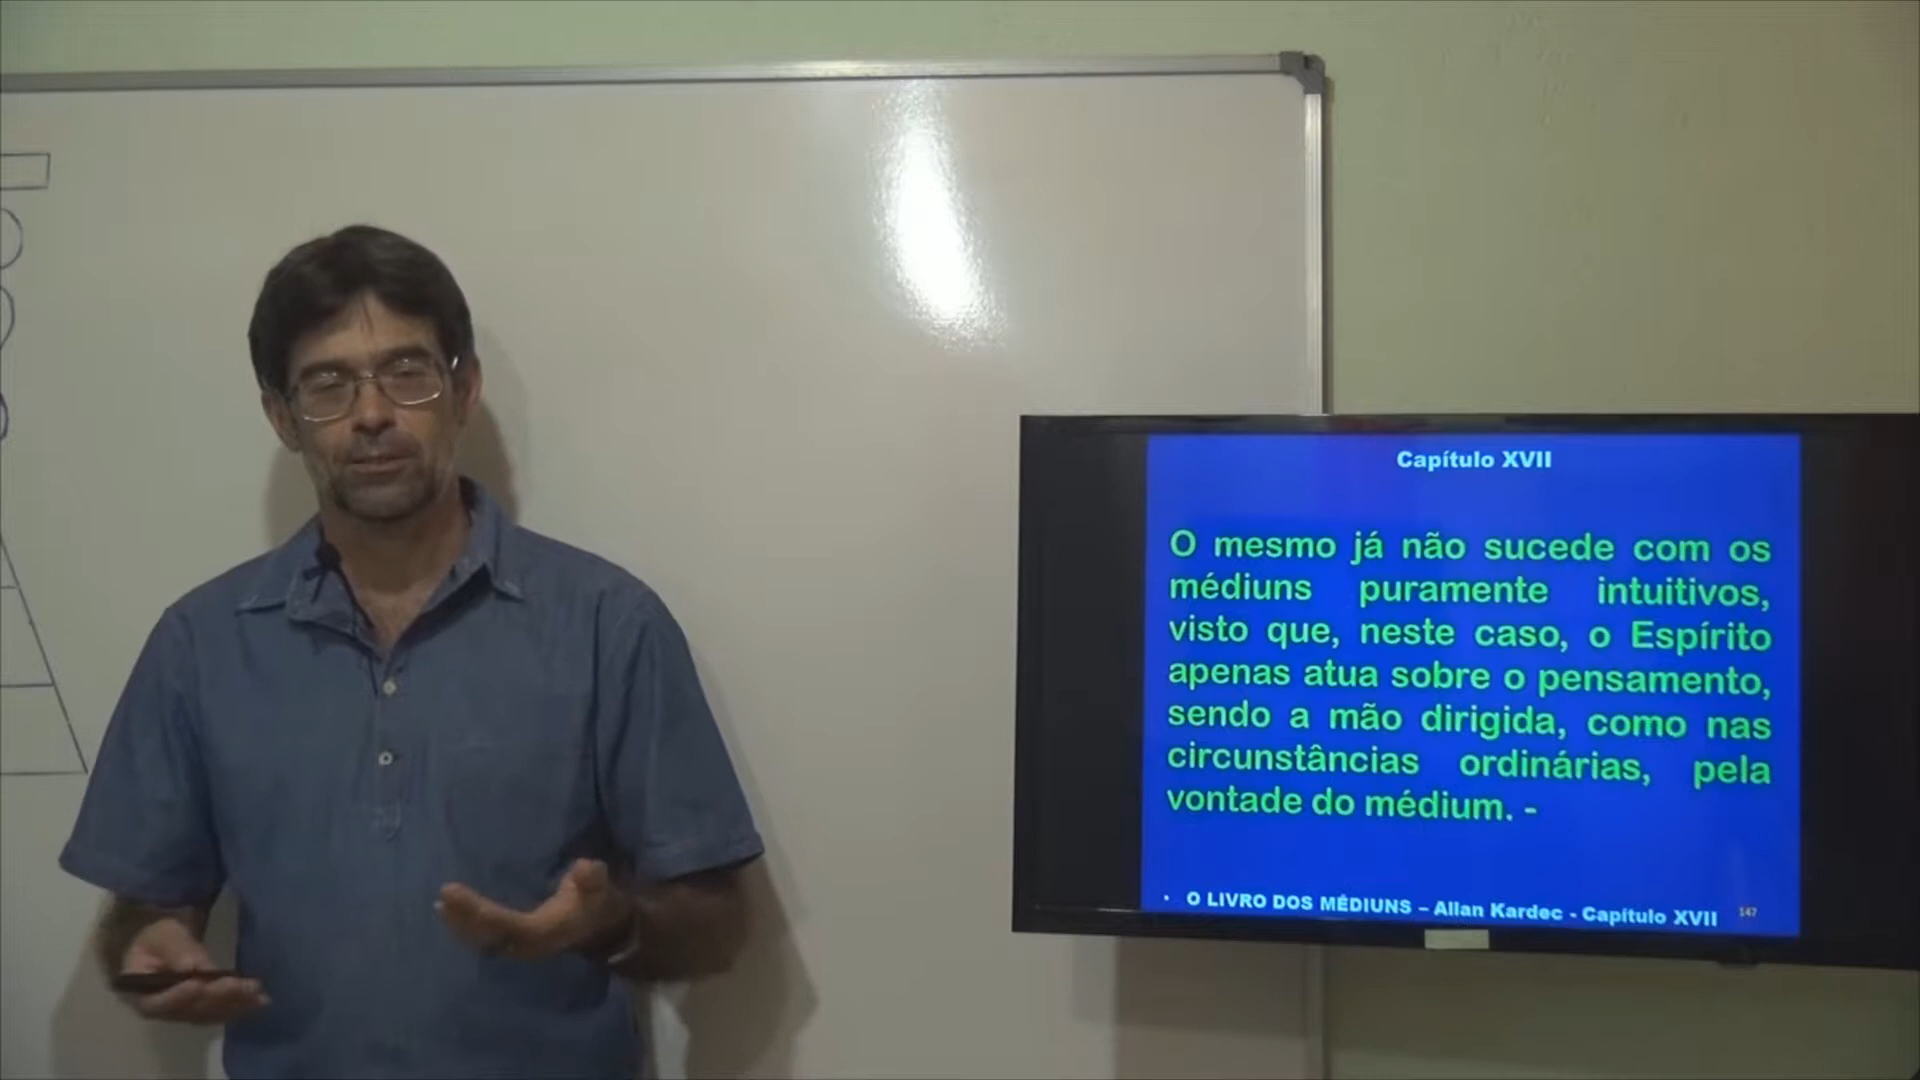 Capítulo XVII
O mesmo já não sucede com os
médiuns puramente intuitivos,
visto que, neste caso, o Espírito
apenas atua sobre o pensamento,
sendo a mão dirigida, como nas
circunstâncias ordinárias, pela
vontade do médium. -
• O LIVRO DOS MÉDIUNS – Allan Kardec - Capítulo XVII
147